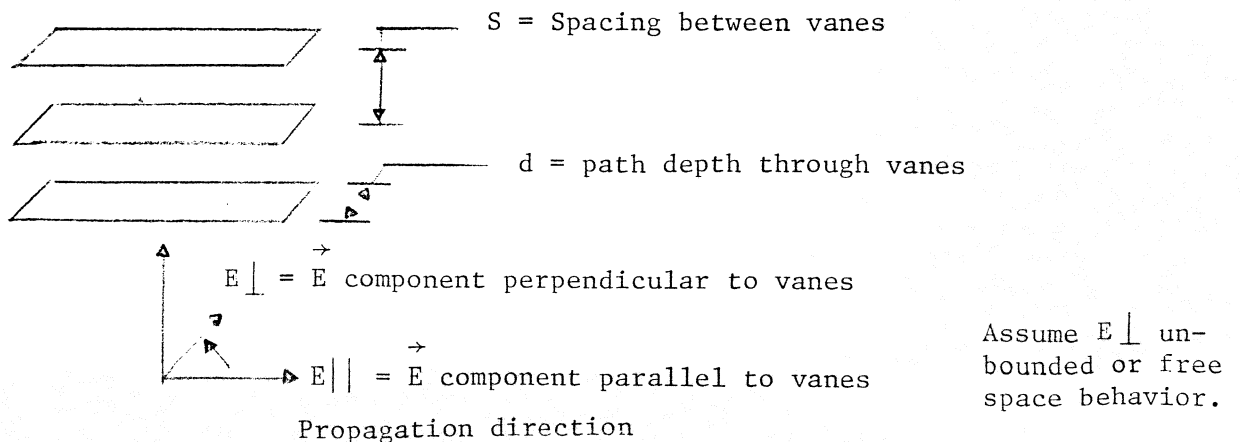 S = Spacing between vanes
d = path depth through vanes
E⊥ = E⃗ component perpendicular to vanes
E|| = E⃗ component parallel to vanes
Propagation direction
Assume E⊥ un-
bounded or free
space behavior.